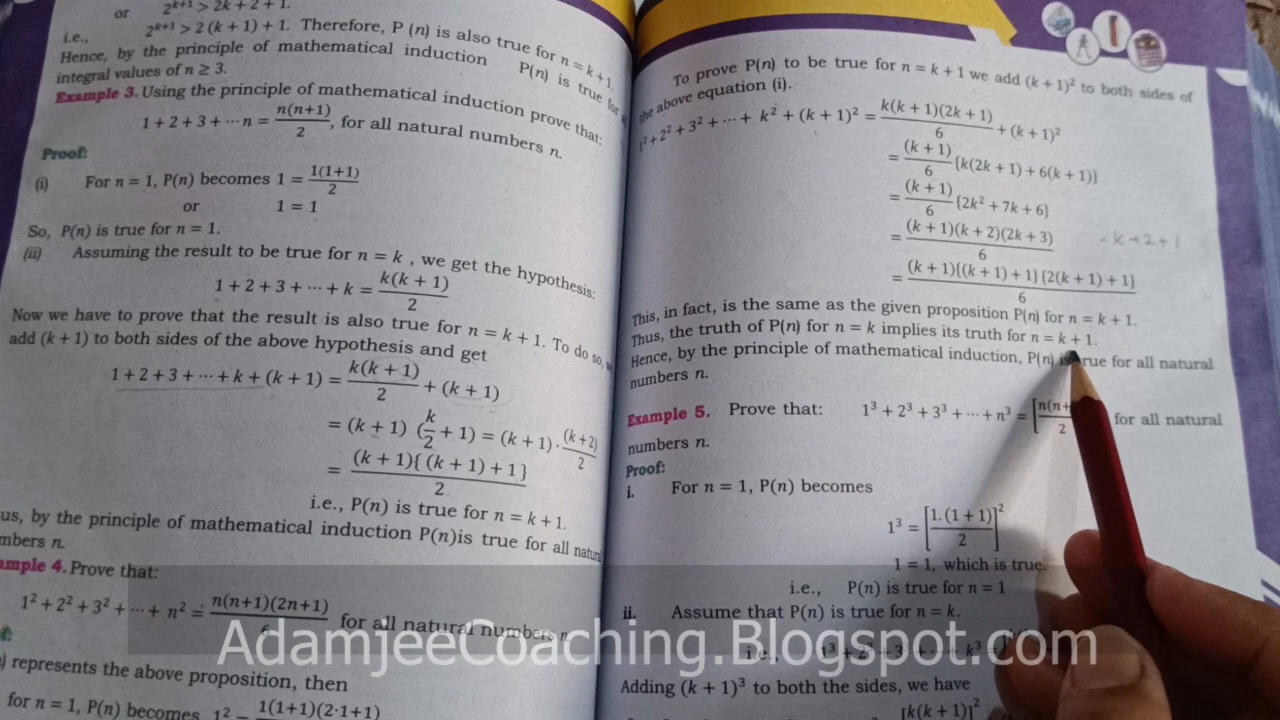 or 2^{k+1} > 2k + 2 + 1.
i.e., 2^{k+1} > 2 (k + 1) + 1. Therefore, P (n) is also true for n = k + 1.
Hence, by the principle of mathematical induction P(n) is true for
integral values of n ≥ 3.
Example 3. Using the principle of mathematical induction prove that:
1 + 2 + 3 + ⋯ n = n(n+1)/2, for all natural numbers n.
Proof:
(i) For n = 1, P(n) becomes 1 = 1(1+1)/2
or 1 = 1
So, P(n) is true for n = 1.
(ii) Assuming the result to be true for n = k , we get the hypothesis:
1 + 2 + 3 + ⋯ + k = k(k + 1)/2
Now we have to prove that the result is also true for n = k + 1. To do so, we
add (k + 1) to both sides of the above hypothesis and get
1 + 2 + 3 + ⋯ + k + (k + 1) = k(k + 1)/2 + (k + 1)
= (k + 1) (k/2 + 1) = (k + 1) . (k+2)/2
= (k + 1){ (k + 1) + 1}/2
i.e., P(n) is true for n = k + 1.
us, by the principle of mathematical induction P(n)is true for all natura
mbers n.
ample 4. Prove that:
1² + 2² + 3² + ⋯ + n² = n(n+1)(2n+1)/6 for all natural numbers n
f:
) represents the above proposition, then
for n = 1, P(n) becomes 1² = 1(1+1)(2·1+1)
To prove P(n) to be true for n = k + 1 we add (k + 1)² to both sides of
the above equation (i).
1² + 2² + 3² + ⋯ + k² + (k + 1)² = k(k + 1)(2k + 1)/6 + (k + 1)²
= (k + 1)/6 {k(2k + 1) + 6(k + 1)}
= (k + 1)/6 {2k² + 7k + 6}
= (k + 1)(k + 2)(2k + 3)/6 k + 2 + 1
= (k + 1){(k + 1) + 1} {2(k + 1) + 1}/6
This, in fact, is the same as the given proposition P(n) for n = k + 1.
Thus, the truth of P(n) for n = k implies its truth for n = k + 1.
Hence, by the principle of mathematical induction, P(n) is true for all natural
numbers n.
Example 5. Prove that: 1³ + 2³ + 3³ + ⋯ + n³ = [n(n+ 2 for all natural
numbers n.
Proof:
i. For n = 1, P(n) becomes
1³ = [1.(1 + 1)/2]²
1 = 1, which is true.
i.e., P(n) is true for n = 1
ii. Assume that P(n) is true for n = k.
i.e., 1³ + 2³ + 3³ + ⋯ k³ =
AdamjeeCoaching.Blogspot.com
Adding (k + 1)³ to both the sides, we have
[k(k + 1)]²